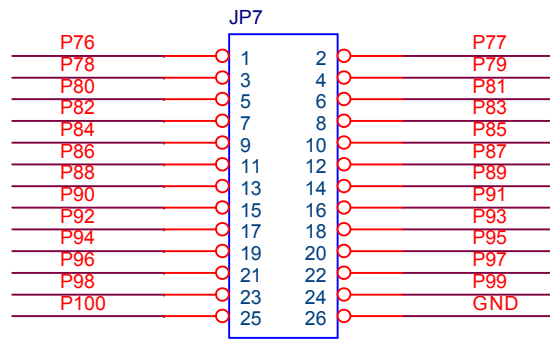 JP7
P76 1 2 P77
P78 3 4 P79
P80 5 6 P81
P82 7 8 P83
P84 9 10 P85
P86 11 12 P87
P88 13 14 P89
P90 15 16 P91
P92 17 18 P93
P94 19 20 P95
P96 21 22 P97
P98 23 24 P99
P100 25 26 GND